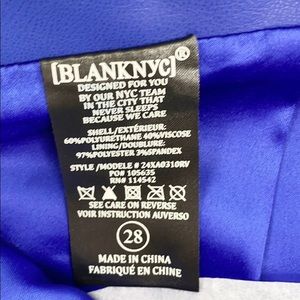 [BLANKNYC]®
DESIGNED FOR YOU
BY OUR NYC TEAM
IN THE CITY THAT
NEVER SLEEPS
BECAUSE WE CARE
SHELL/EXTÉRIEUR:
60%POLYURETHANE 40%VISCOSE
LINING/DOUBLURE:
97%POLYESTER 3%SPANDEX
STYLE/MODELE # 24XA0310RV
PO# 105635
RN# 114542
SEE CARE ON REVERSE
VOIR INSTRUCTION AUVERSO
28
MADE IN CHINA
FABRIQUÉ EN CHINE